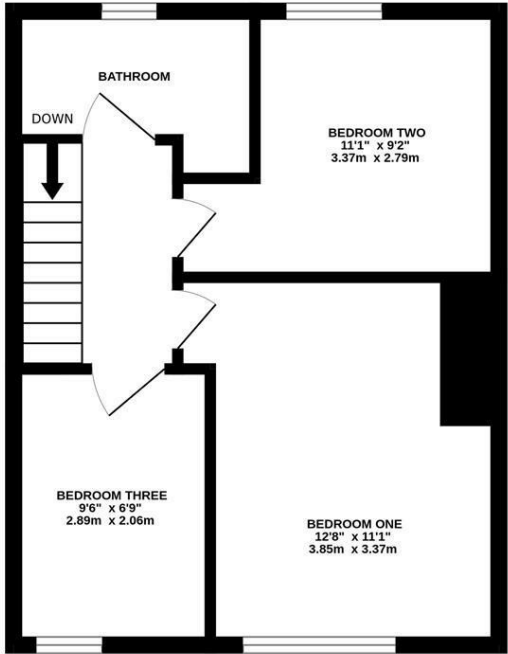 BATHROOM
DOWN
BEDROOM TWO
11'1" x 9'2"
3.37m x 2.79m
BEDROOM THREE
9'6" x 6'9"
2.89m x 2.06m
BEDROOM ONE
12'8" x 11'1"
3.85m x 3.37m